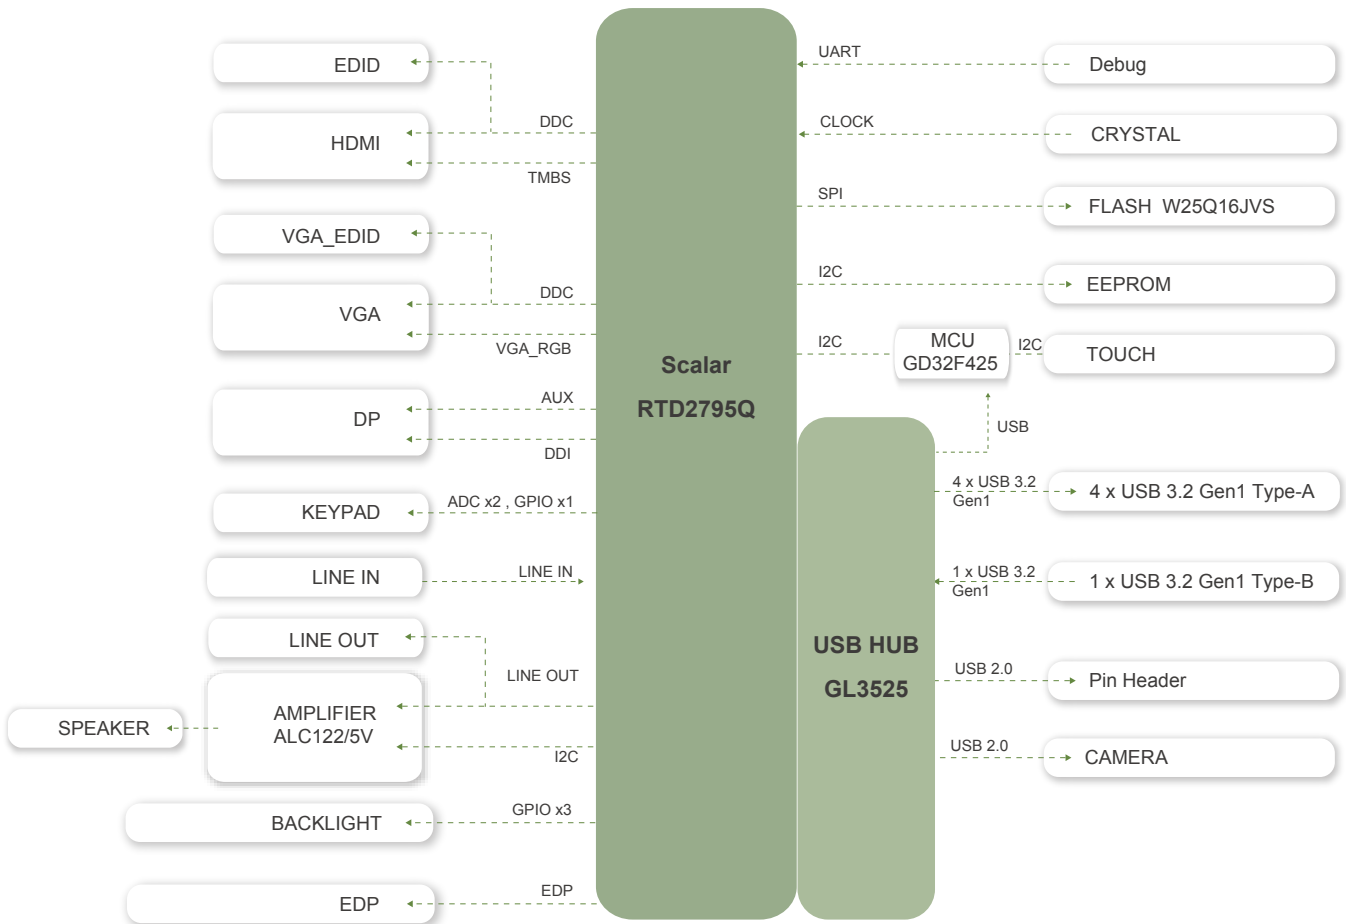 EDID
DDC
HDMI
TMBS
VGA_EDID
DDC
VGA
VGA_RGB
AUX
DP
DDI
KEYPAD
ADC x2 , GPIO x1
LINE IN
LINE IN
LINE OUT
LINE OUT
AMPLIFIER
ALC122/5V
SPEAKER
I2C
BACKLIGHT
GPIO x3
EDP
EDP
Scalar
RTD2795Q
UART
Debug
CLOCK
CRYSTAL
SPI
FLASH W25Q16JVS
I2C
EEPROM
I2C
MCU
GD32F425
I2C
TOUCH
USB
4 x USB 3.2
Gen1
4 x USB 3.2 Gen1 Type-A
1 x USB 3.2
Gen1
1 x USB 3.2 Gen1 Type-B
USB HUB
GL3525
USB 2.0
Pin Header
USB 2.0
CAMERA